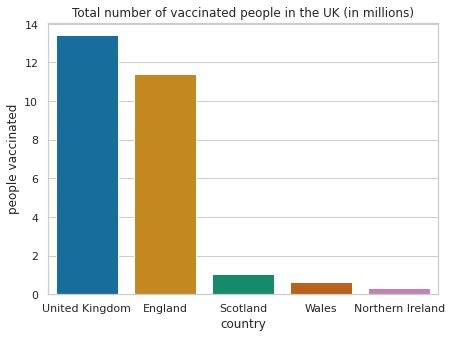 Total number of vaccinated people in the UK (in millions)
14
12
10
8
6
4
2
0
people vaccinated
United Kingdom England Scotland Wales Northern Ireland
country